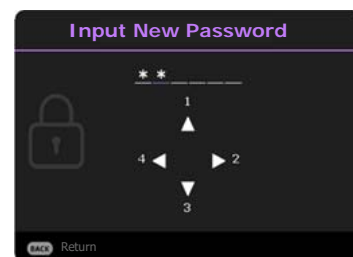 Input New Password
* * _ _ _ _
1
4 2
3
BACK Return